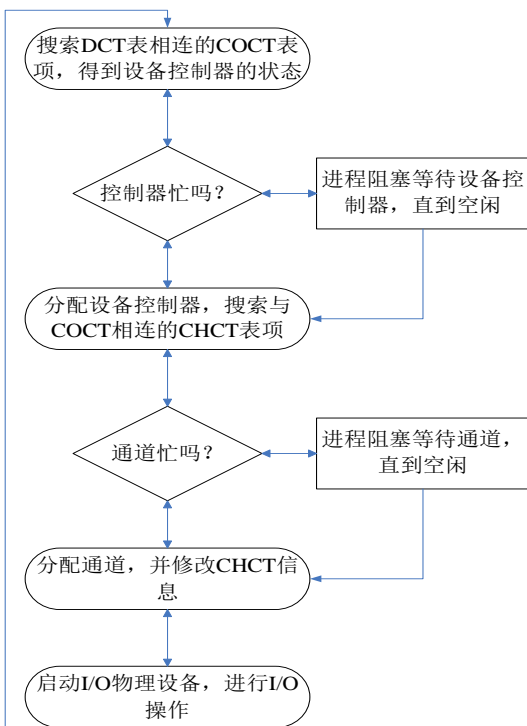 搜索DCT表相连的COCT表
项，得到设备控制器的状态
控制器忙吗？
进程阻塞等待设备控
制器，直到空闲
分配设备控制器，搜索与
COCT相连的CHCT表项
通道忙吗？
进程阻塞等待通道，
直到空闲
分配通道，并修改CHCT信
息
启动I/O物理设备，进行I/O
操作